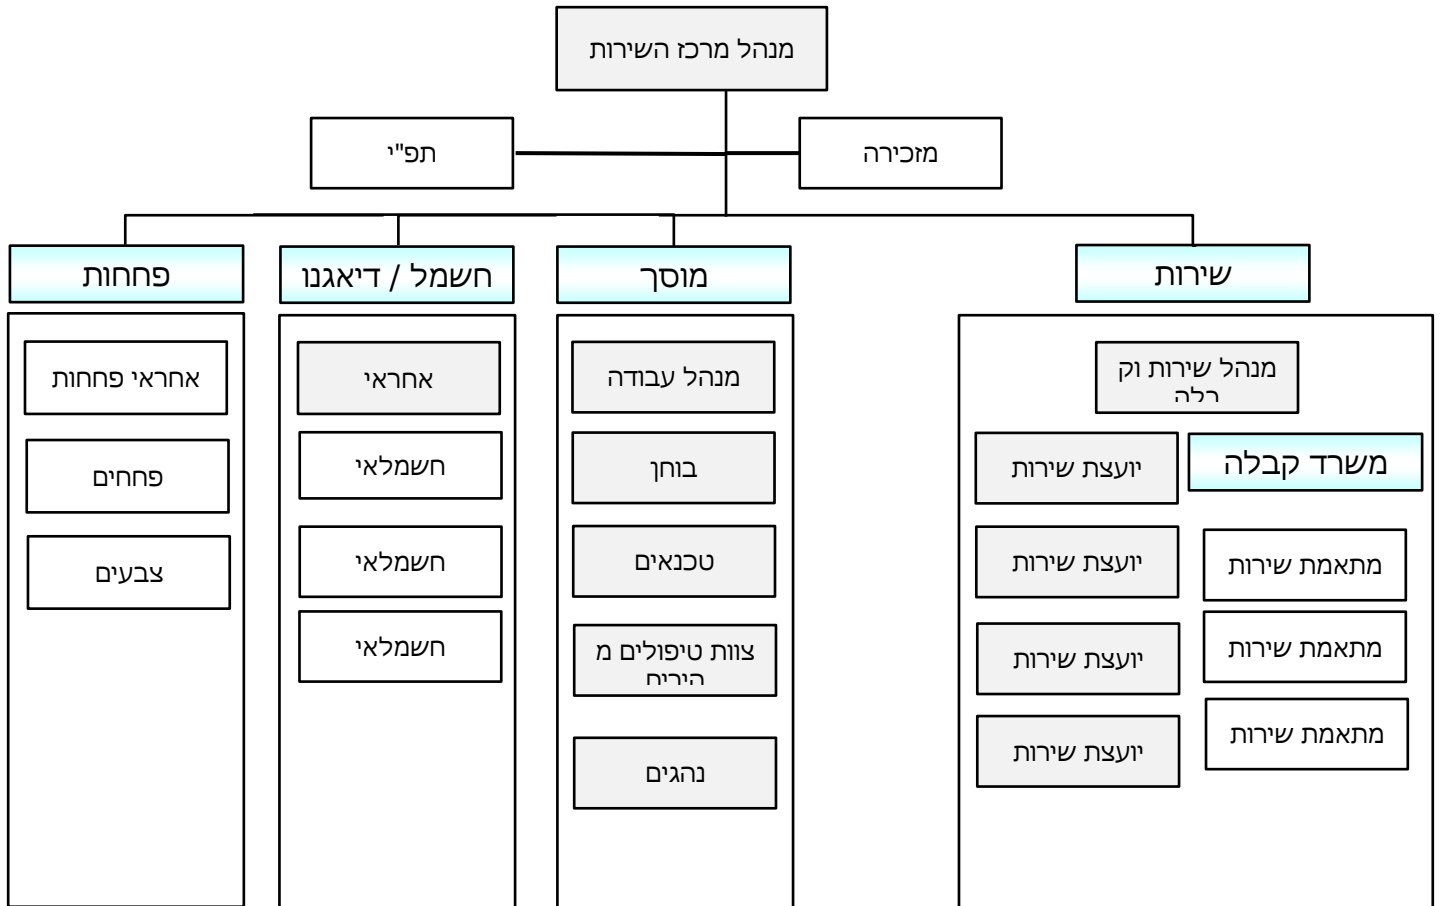 מנהל מרכז השירות
מזכירה
תפ"י
שירות
מוסך
חשמל / דיאגנו
פחחות
מנהל שירות וק
בלה
משרד קבלה
מתאמת שירות
מתאמת שירות
מתאמת שירות
יועצת שירות
יועצת שירות
יועצת שירות
יועצת שירות
מנהל עבודה
בוחן
טכנאים
צוות טיפולים מ
הירים
נהגים
אחראי
חשמלאי
חשמלאי
חשמלאי
אחראי פחחות
פחחים
צבעים